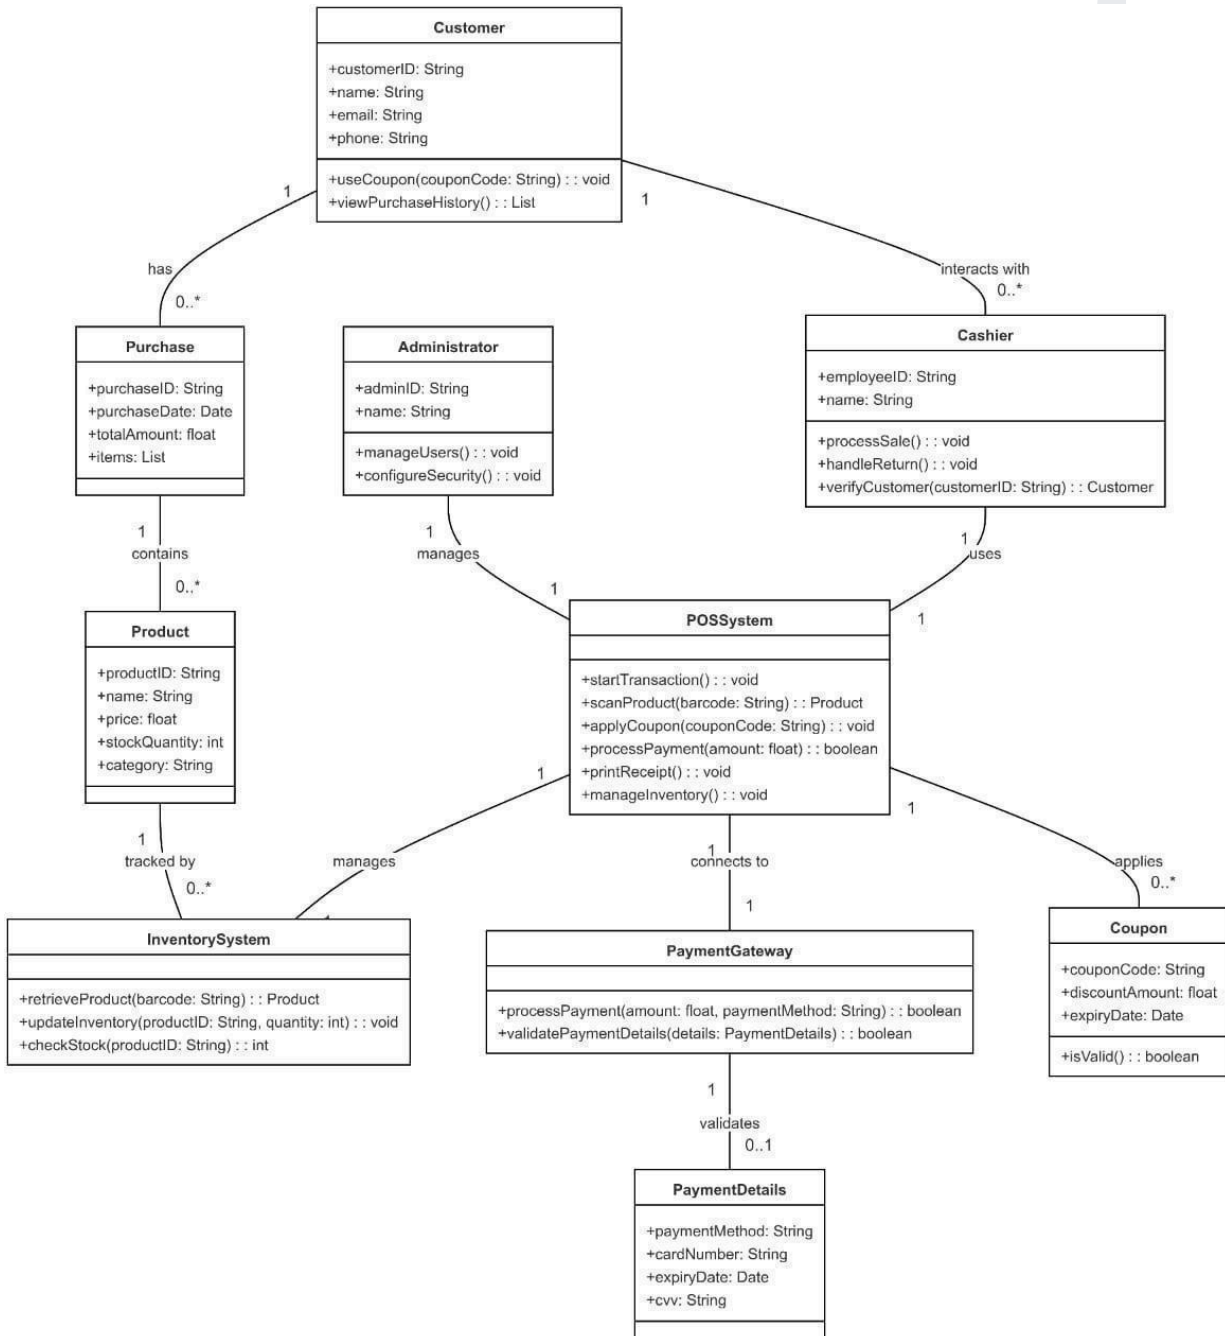 Customer
+customerID: String
+name: String
+email: String
+phone: String
+useCoupon(couponCode: String) : : void
+viewPurchaseHistory() : : List
1
1
has
interacts with
0..*
0..*
Purchase
+purchaseID: String
+purchaseDate: Date
+totalAmount: float
+items: List
Administrator
+adminID: String
+name: String
+manageUsers() : : void
+configureSecurity() : : void
Cashier
+employeeID: String
+name: String
+processSale() : : void
+handleReturn() : : void
+verifyCustomer(customerID: String) : : Customer
1
contains
0..*
1
manages
1
1
uses
1
Product
+productID: String
+name: String
+price: float
+stockQuantity: int
+category: String
POSSystem
+startTransaction() : : void
+scanProduct(barcode: String) : : Product
+applyCoupon(couponCode: String) : : void
+processPayment(amount: float) : : boolean
+printReceipt() : : void
+manageInventory() : : void
1
tracked by
0..*
1
manages
1
1
connects to
1
1
applies
0..*
InventorySystem
+retrieveProduct(barcode: String) : : Product
+updateInventory(productID: String, quantity: int) : : void
+checkStock(productID: String) : : int
PaymentGateway
+processPayment(amount: float, paymentMethod: String) : : boolean
+validatePaymentDetails(details: PaymentDetails) : : boolean
Coupon
+couponCode: String
+discountAmount: float
+expiryDate: Date
+isValid() : : boolean
1
validates
0..1
PaymentDetails
+paymentMethod: String
+cardNumber: String
+expiryDate: Date
+cvv: String